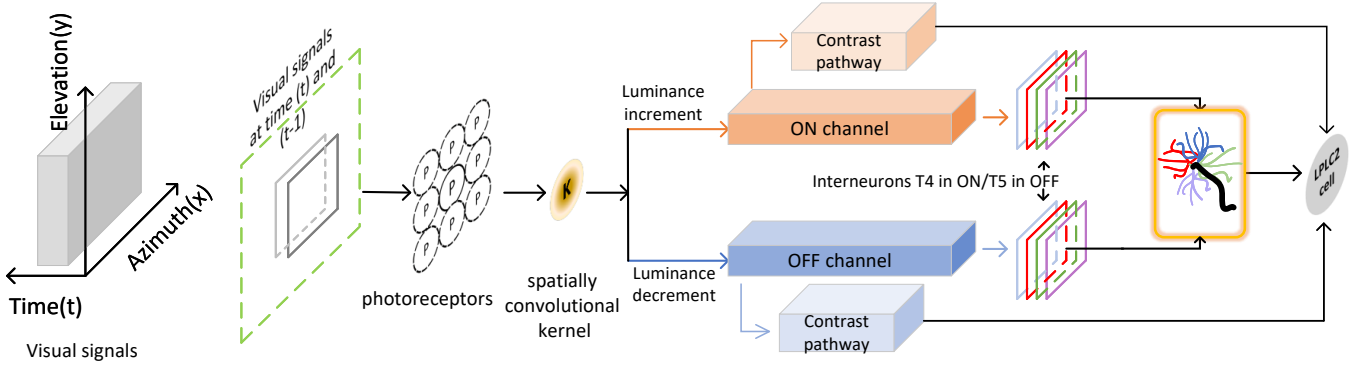 Elevation(y)
Azimuth(x)
Time(t)
Visual signals
Visual signals
at time (t) and
(t-1)
P
P
P
P
P
P
P
P
P
photoreceptors
K
spatially
convolutional
kernel
Luminance
increment
Luminance
decrement
Contrast
pathway
ON channel
Interneurons T4 in ON/T5 in OFF
OFF channel
Contrast
pathway
LPLC2
cell